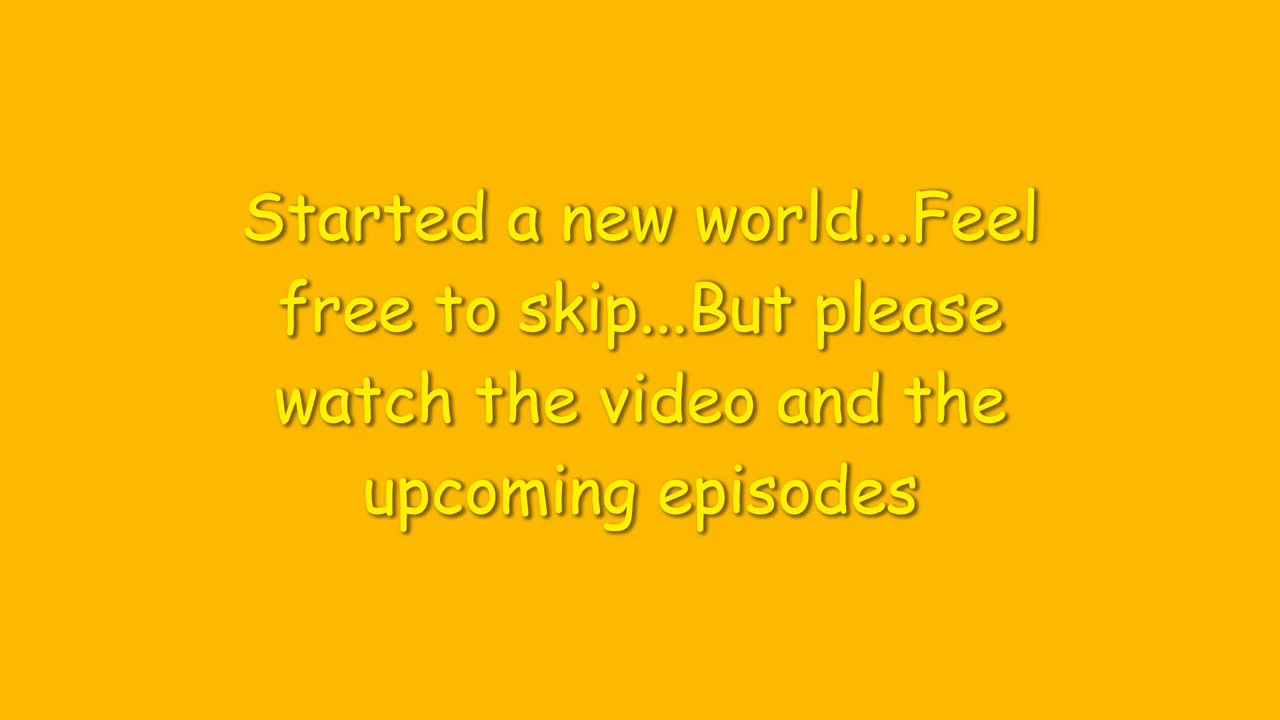 Started a new world...Feel
free to skip...But please
watch the video and the
upcoming episodes